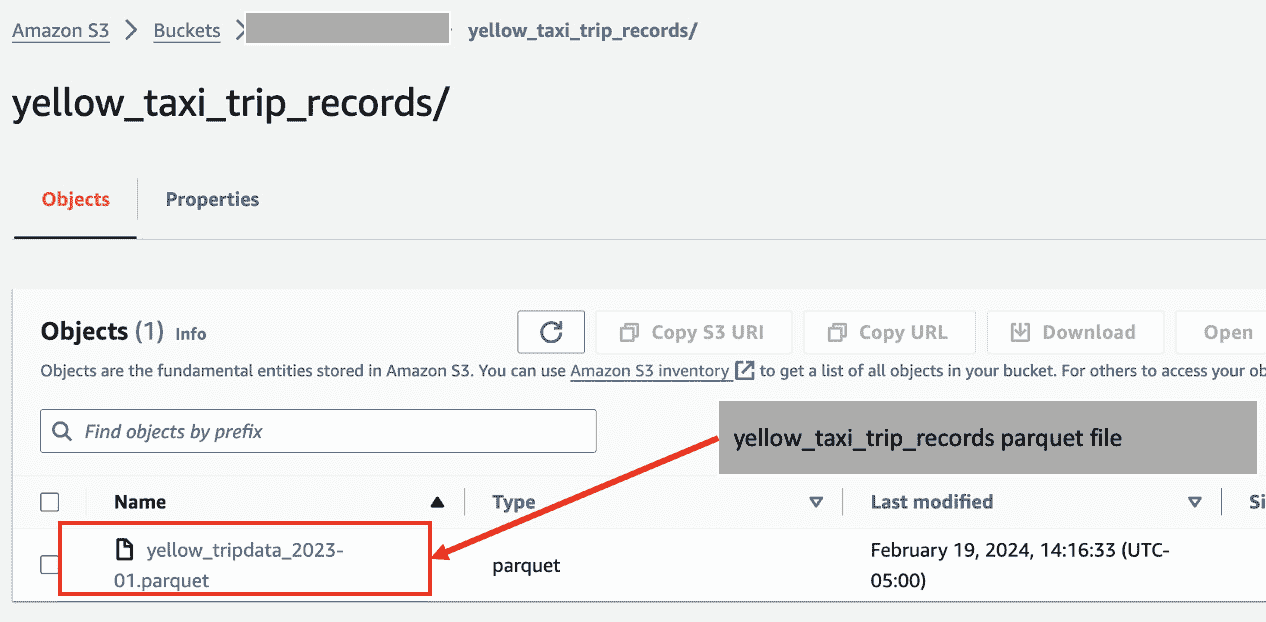 Amazon S3 > Buckets > yellow_taxi_trip_records/
yellow_taxi_trip_records/
Objects Properties
Objects (1) Info Copy S3 URI Copy URL Download Open
Objects are the fundamental entities stored in Amazon S3. You can use Amazon S3 inventory to get a list of all objects in your bucket. For others to access your
Find objects by prefix
yellow_taxi_trip_records parquet file
Name Type Last modified
yellow_tripdata_2023-
01.parquet
parquet
February 19, 2024, 14:16:33 (UTC-
05:00)